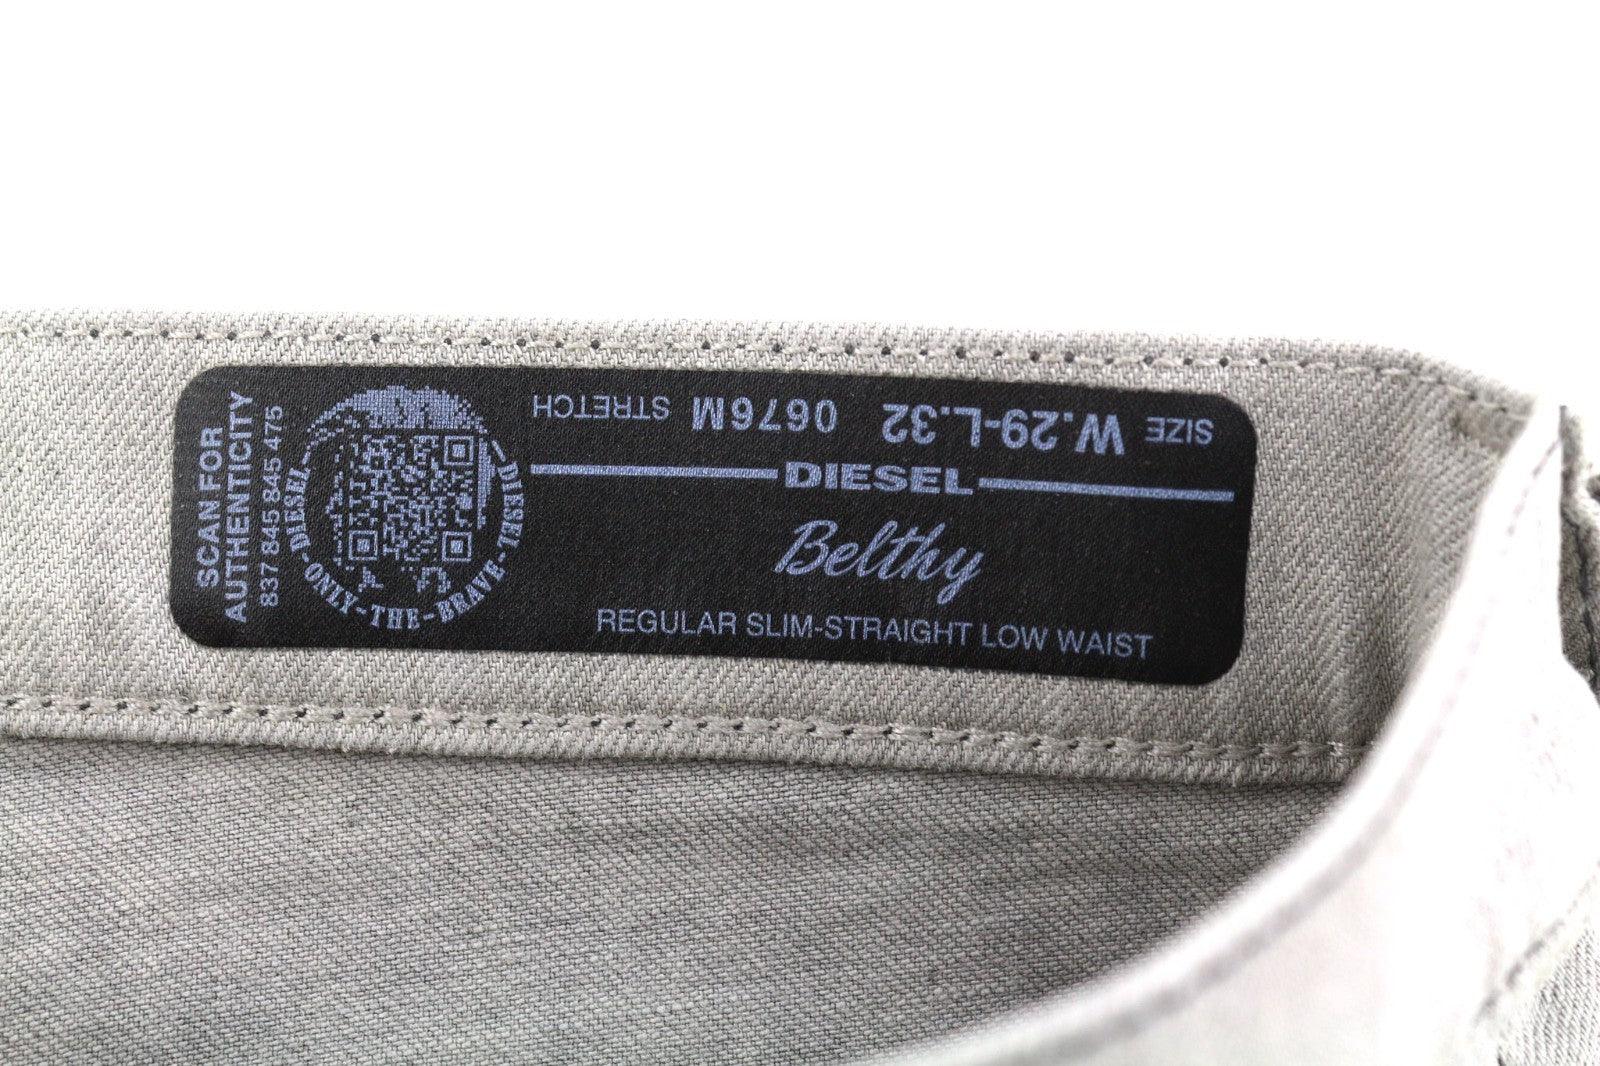 SCAN FOR
AUTHENTICITY
837 845 845 475
DIESEL-ONLY-THE-BRAVE-DIESEL
SIZE W.29-L.32 0676M STRETCH
DIESEL
Belthy
REGULAR SLIM-STRAIGHT LOW WAIST